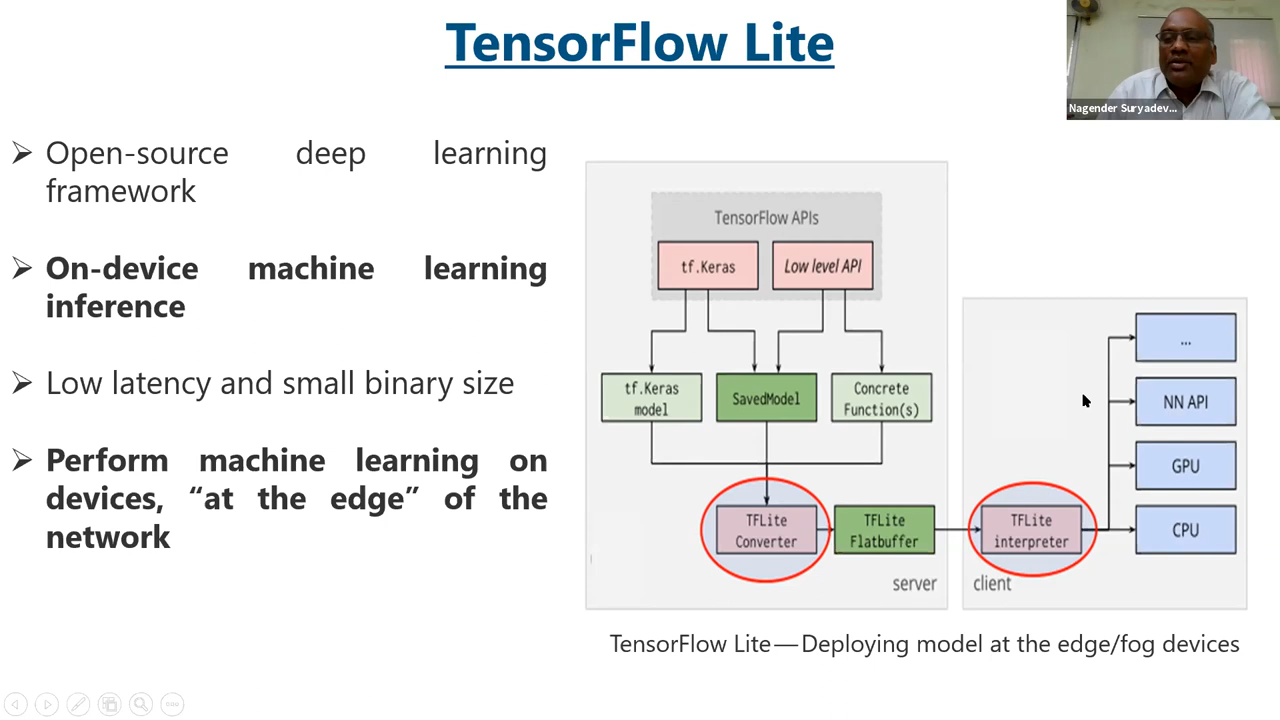 TensorFlow Lite
Nagender Suryadev...
➢ Open-source deep learning
framework
➢ On-device machine learning
inference
➢ Low latency and small binary size
➢ Perform machine learning on
devices, “at the edge” of the
network
TensorFlow APIs
tf.Keras
Low level API
tf.Keras
model
SavedModel
Concrete
Function(s)
TFLite
Converter
TFLite
Flatbuffer
server
TFLite
interpreter
client
...
NN API
GPU
CPU
TensorFlow Lite — Deploying model at the edge/fog devices